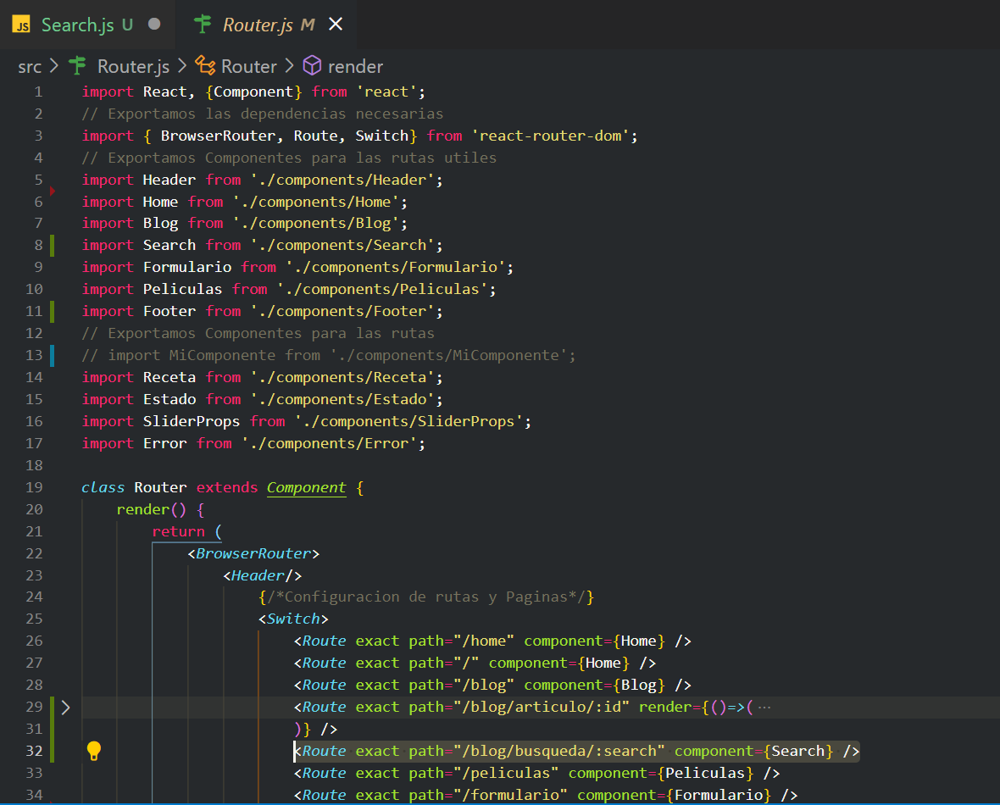 JS Search.js U ● Router.js M ×
src > Router.js > Router > render
1 import React, {Component} from 'react';
2 // Exportamos las dependencias necesarias
3 import { BrowserRouter, Route, Switch} from 'react-router-dom';
4 // Exportamos Componentes para las rutas utiles
5 import Header from './components/Header';
6 import Home from './components/Home';
7 import Blog from './components/Blog';
8 import Search from './components/Search';
9 import Formulario from './components/Formulario';
10 import Peliculas from './components/Peliculas';
11 import Footer from './components/Footer';
12 // Exportamos Componentes para las rutas
13 // import MiComponente from './components/MiComponente';
14 import Receta from './components/Receta';
15 import Estado from './components/Estado';
16 import SliderProps from './components/SliderProps';
17 import Error from './components/Error';
18
19 class Router extends Component {
20 render() {
21 return (
22 <BrowserRouter>
23 <Header/>
24 {/*Configuracion de rutas y Paginas*/}
25 <Switch>
26 <Route exact path="/home" component={Home} />
27 <Route exact path="/" component={Home} />
28 <Route exact path="/blog" component={Blog} />
29 <Route exact path="/blog/articulo/:id" render={()=>( ⋯
31 )} />
32 <Route exact path="/blog/busqueda/:search" component={Search} />
33 <Route exact path="/peliculas" component={Peliculas} />
34 <Route exact path="/formulario" component={Formulario} />